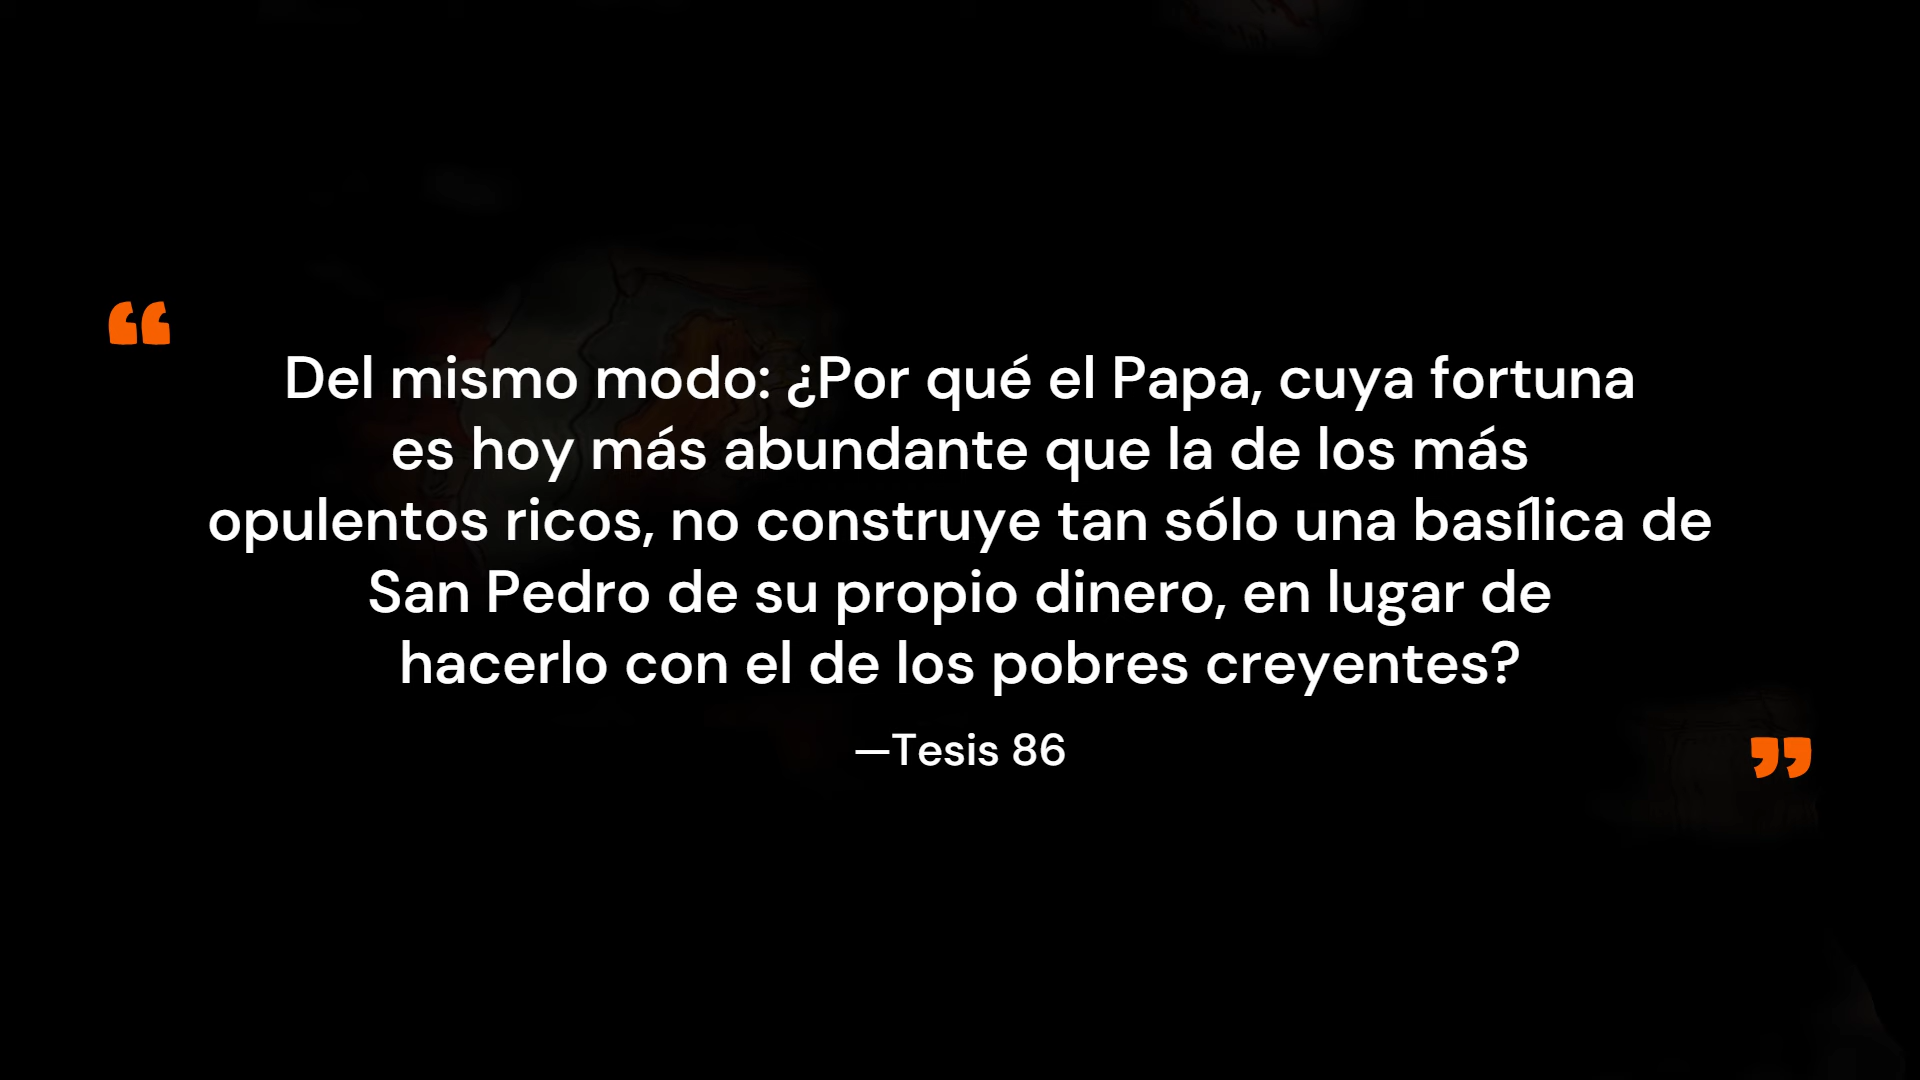 “
Del mismo modo: ¿Por qué el Papa, cuya fortuna
es hoy más abundante que la de los más
opulentos ricos, no construye tan sólo una basílica de
San Pedro de su propio dinero, en lugar de
hacerlo con el de los pobres creyentes?
—Tesis 86
”